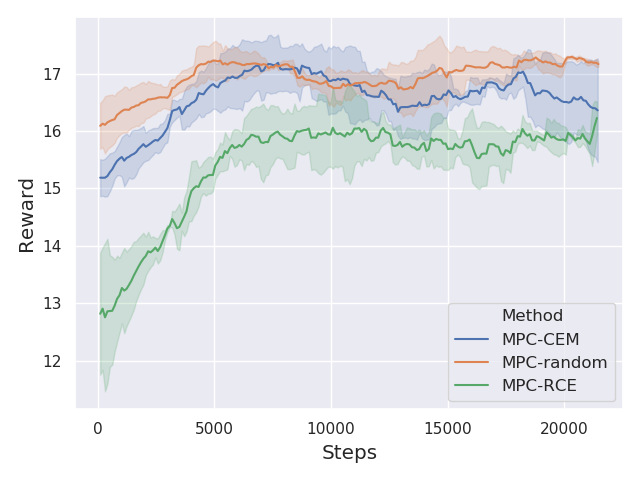 17
16
15
14
13
12
Reward
0
5000
10000
15000
20000
Steps
Method
MPC-CEM
MPC-random
MPC-RCE